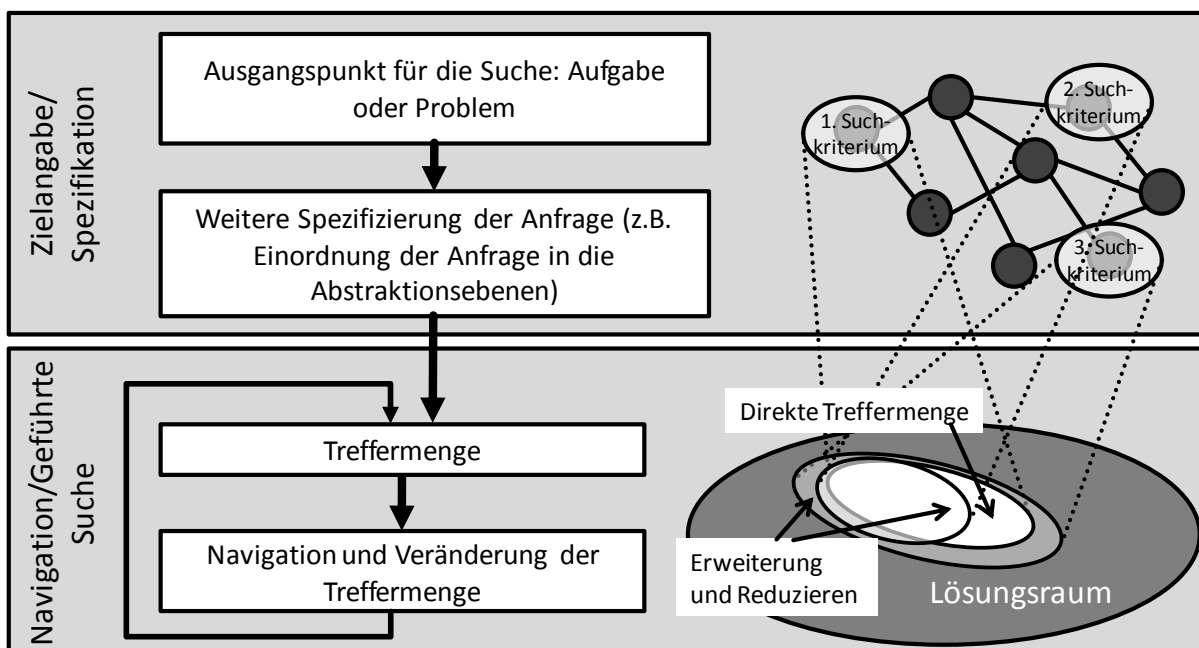 Zielangabe/
Spezifikation
Ausgangspunkt für die Suche: Aufgabe
oder Problem
Weitere Spezifizierung der Anfrage (z.B.
Einordnung der Anfrage in die
Abstraktionsebenen)
1. Such-
kriterium
2. Such-
kriterium
3. Such-
kriterium
Navigation/Geführte
Suche
Treffermenge
Navigation und Veränderung der
Treffermenge
Direkte Treffermenge
Erweiterung
und Reduzieren
Lösungsraum